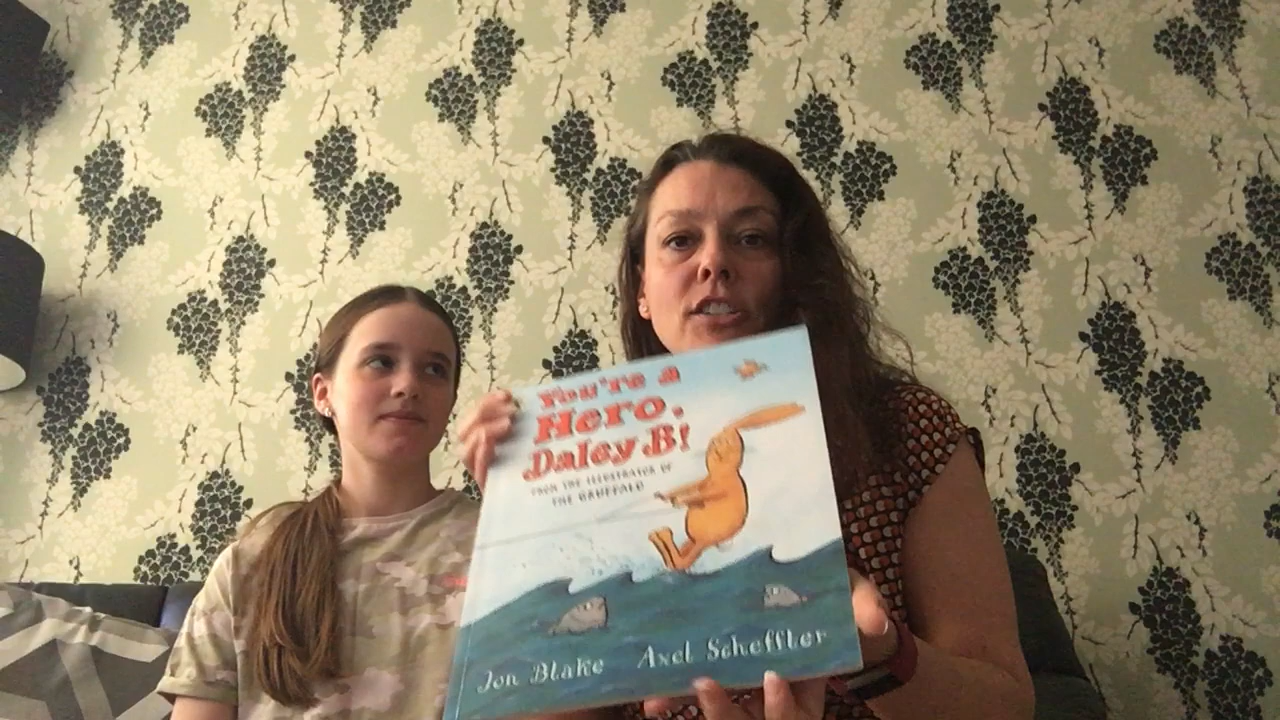 You're a
Hero,
Daley B!
FROM THE ILLUSTRATOR OF
THE GRUFFALO
Jon Blake Axel Scheffler